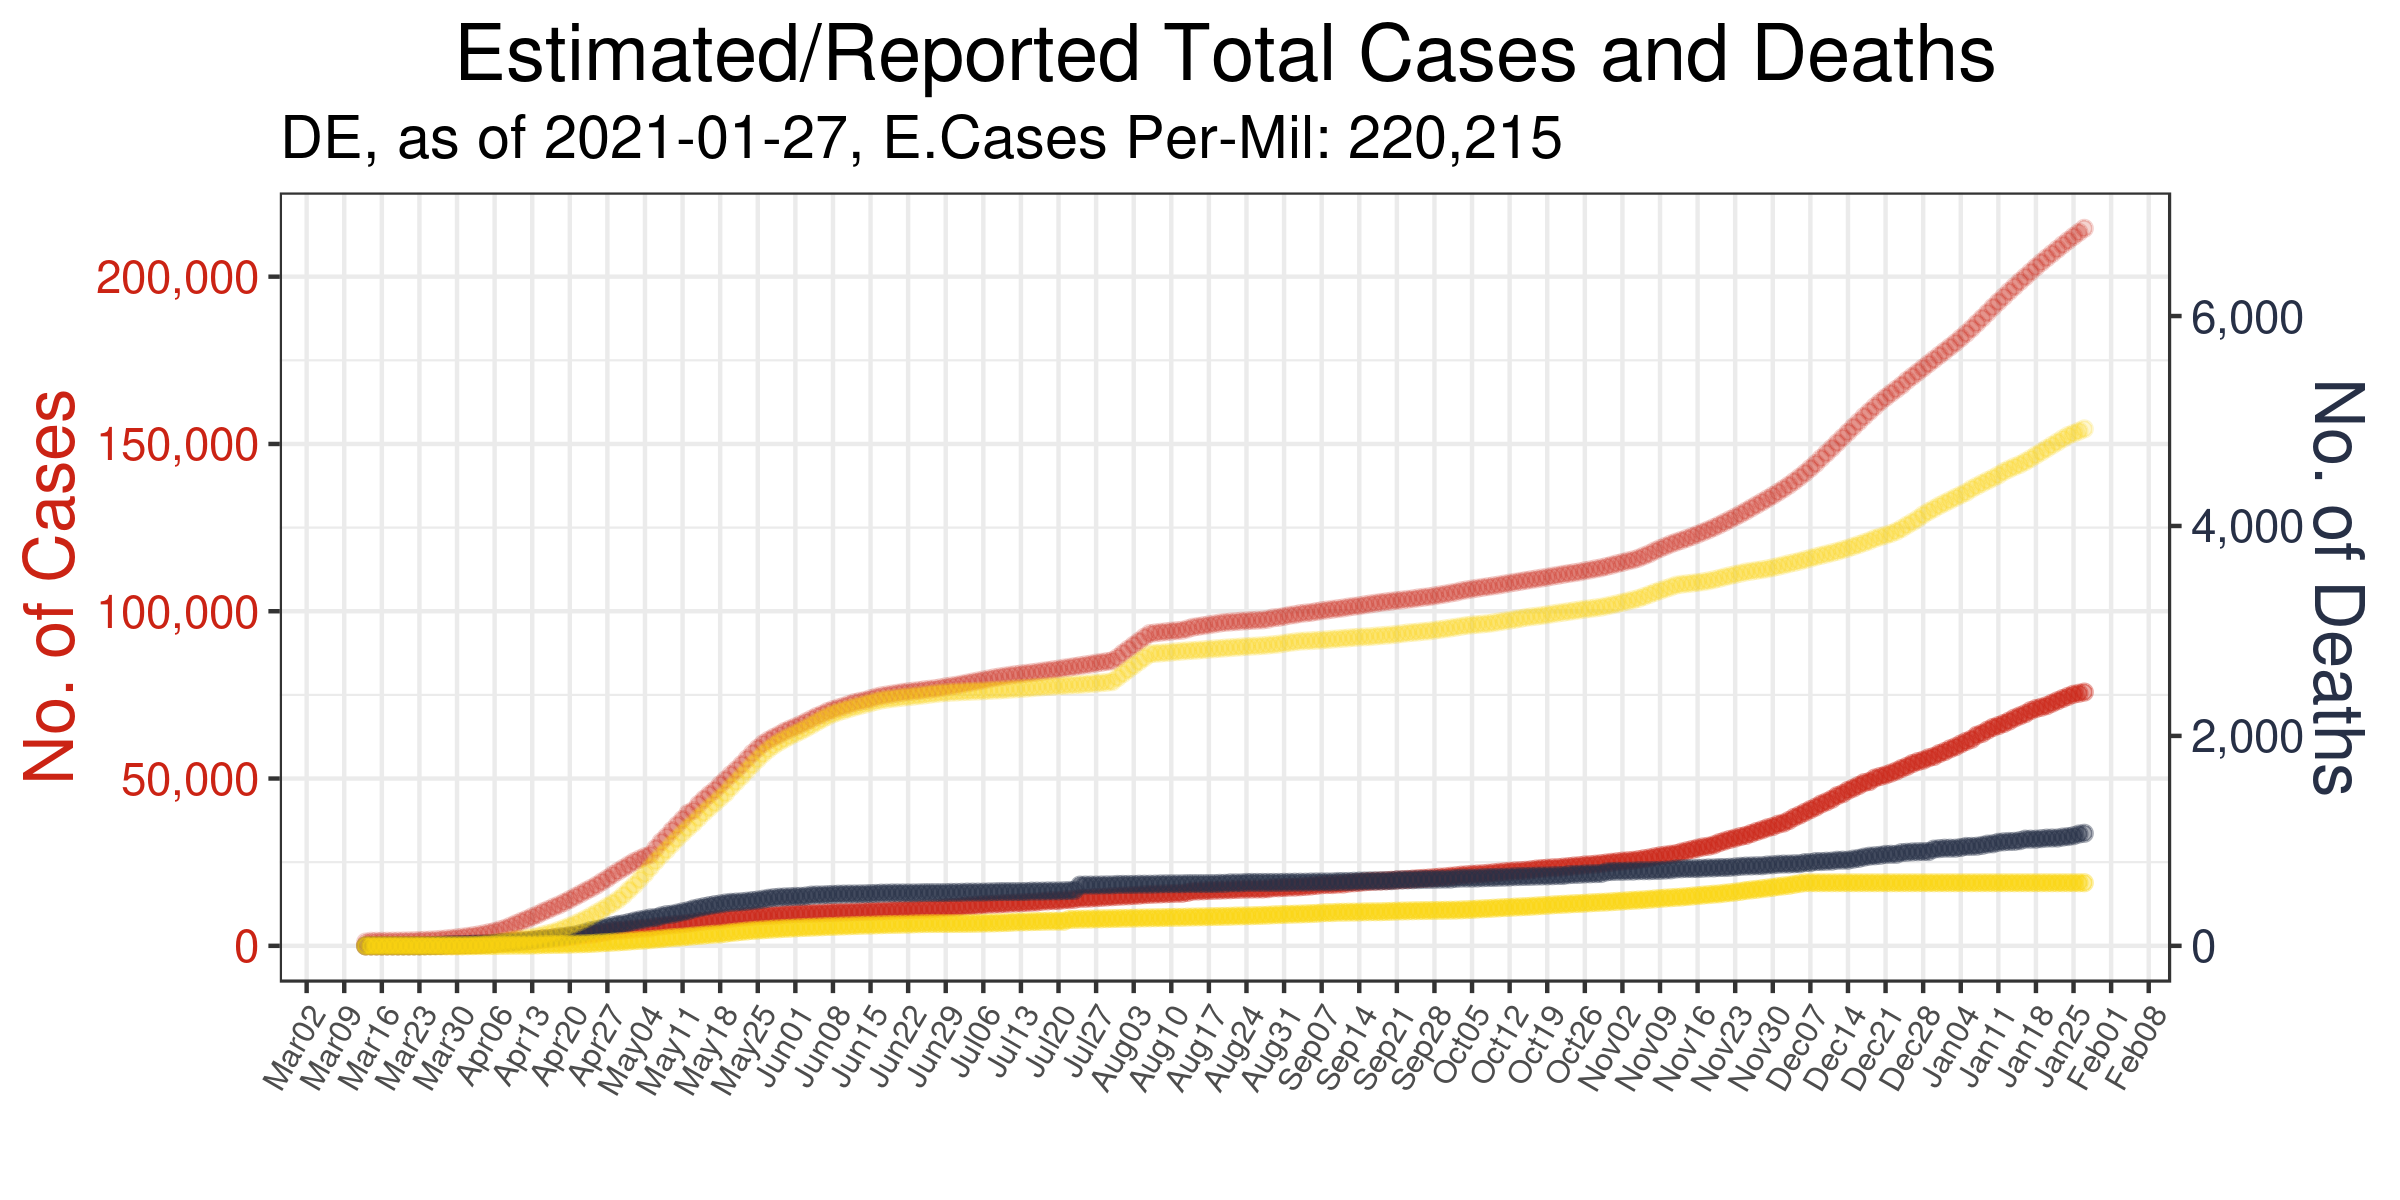 Estimated/Reported Total Cases and Deaths
DE, as of 2021-01-27, E.Cases Per-Mil: 220,215
No. of Cases
200,000
150,000
100,000
50,000
0
6,000
4,000
2,000
0
No. of Deaths
Mar02
Mar09
Mar16
Mar23
Mar30
Apr06
Apr13
Apr20
Apr27
May04
May11
May18
May25
Jun01
Jun08
Jun15
Jun22
Jun29
Jul06
Jul13
Jul20
Jul27
Aug03
Aug10
Aug17
Aug24
Aug31
Sep07
Sep14
Sep21
Sep28
Oct05
Oct12
Oct19
Oct26
Nov02
Nov09
Nov16
Nov23
Nov30
Dec07
Dec14
Dec21
Dec28
Jan04
Jan11
Jan18
Jan25
Feb01
Feb08